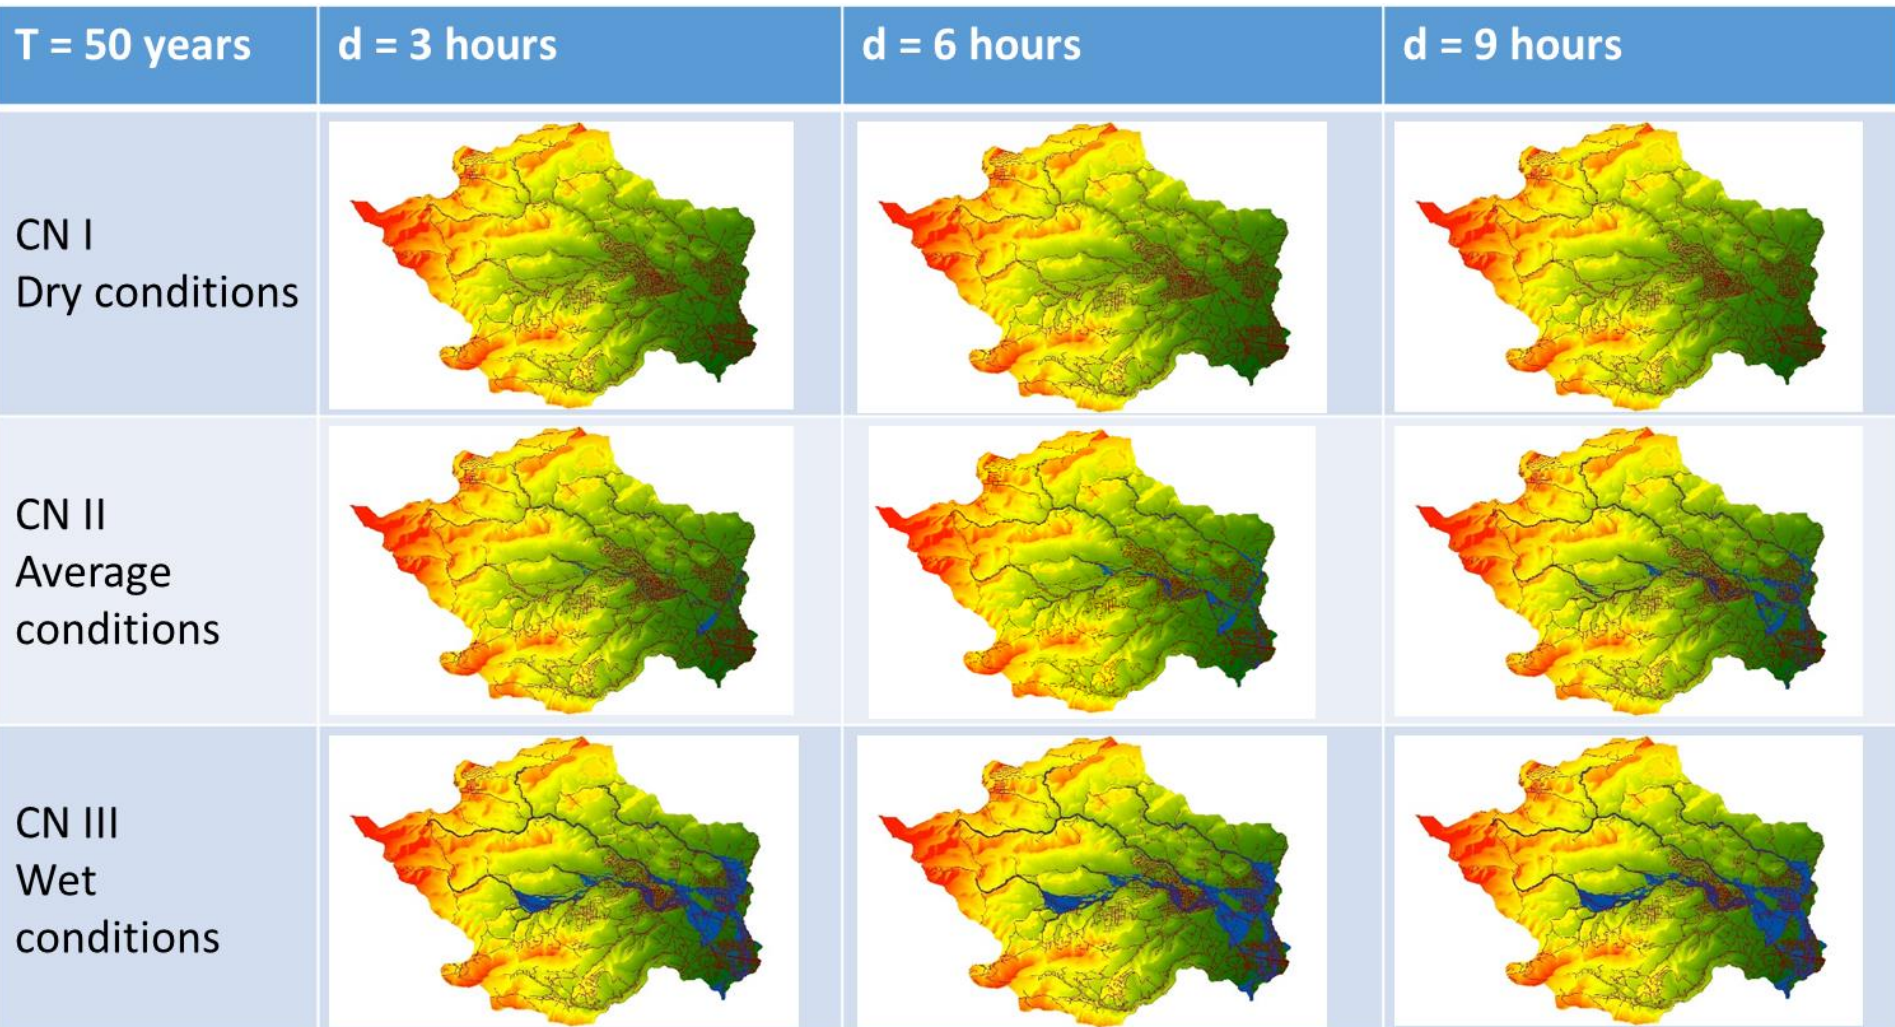 T = 50 years
d = 3 hours
d = 6 hours
d = 9 hours
CN I
Dry conditions
CN II
Average
conditions
CN III
Wet
conditions